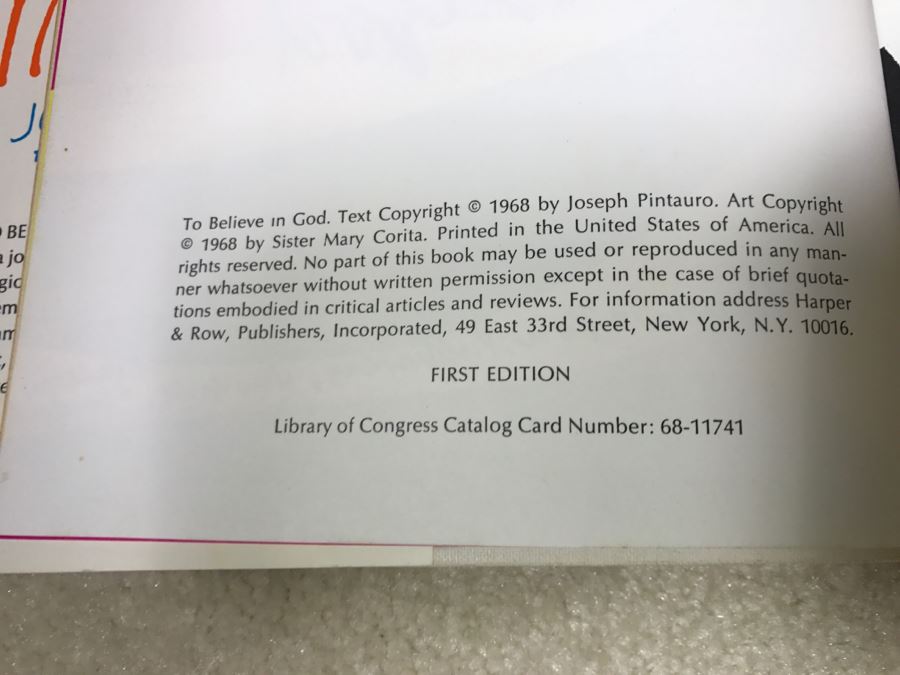 BE
To Believe in God. Text Copyright © 1968 by Joseph Pintauro. Art Copyright
© 1968 by Sister Mary Corita. Printed in the United States of America. All
rights reserved. No part of this book may be used or reproduced in any man-
ner whatsoever without written permission except in the case of brief quota-
tions embodied in critical articles and reviews. For information address Harper
& Row, Publishers, Incorporated, 49 East 33rd Street, New York, N.Y. 10016.
FIRST EDITION
Library of Congress Catalog Card Number: 68-11741